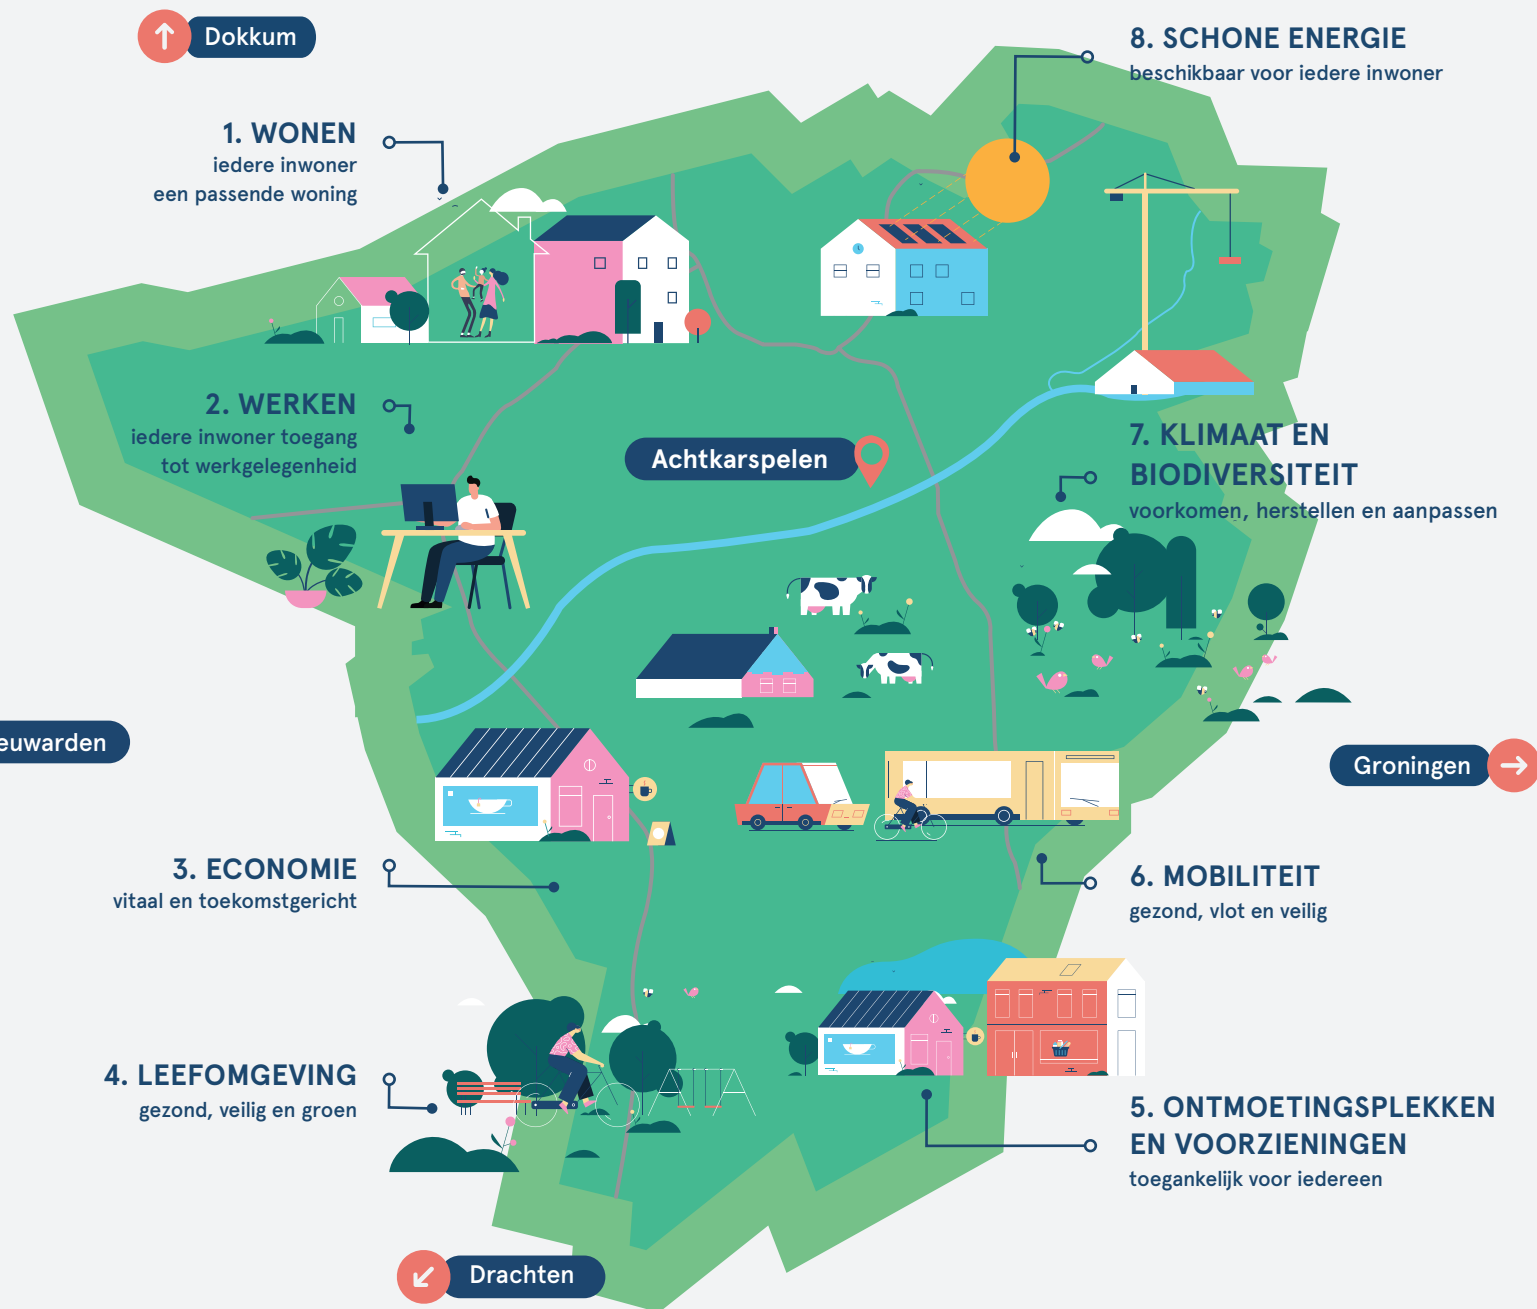 Dokkum
8. SCHONE ENERGIE
beschikbaar voor iedere inwoner
1. WONEN
iedere inwoner
een passende woning
2. WERKEN
iedere inwoner toegang
tot werkgelegenheid
Achtkarspelen
7. KLIMAAT EN
BIODIVERSITEIT
voorkomen, herstellen en aanpassen
euwarden
Groningen
3. ECONOMIE
vitaal en toekomstgericht
6. MOBILITEIT
gezond, vlot en veilig
4. LEEFOMGEVING
gezond, veilig en groen
5. ONTMOETINGSPLEKKEN
EN VOORZIENINGEN
toegankelijk voor iedereen
Drachten